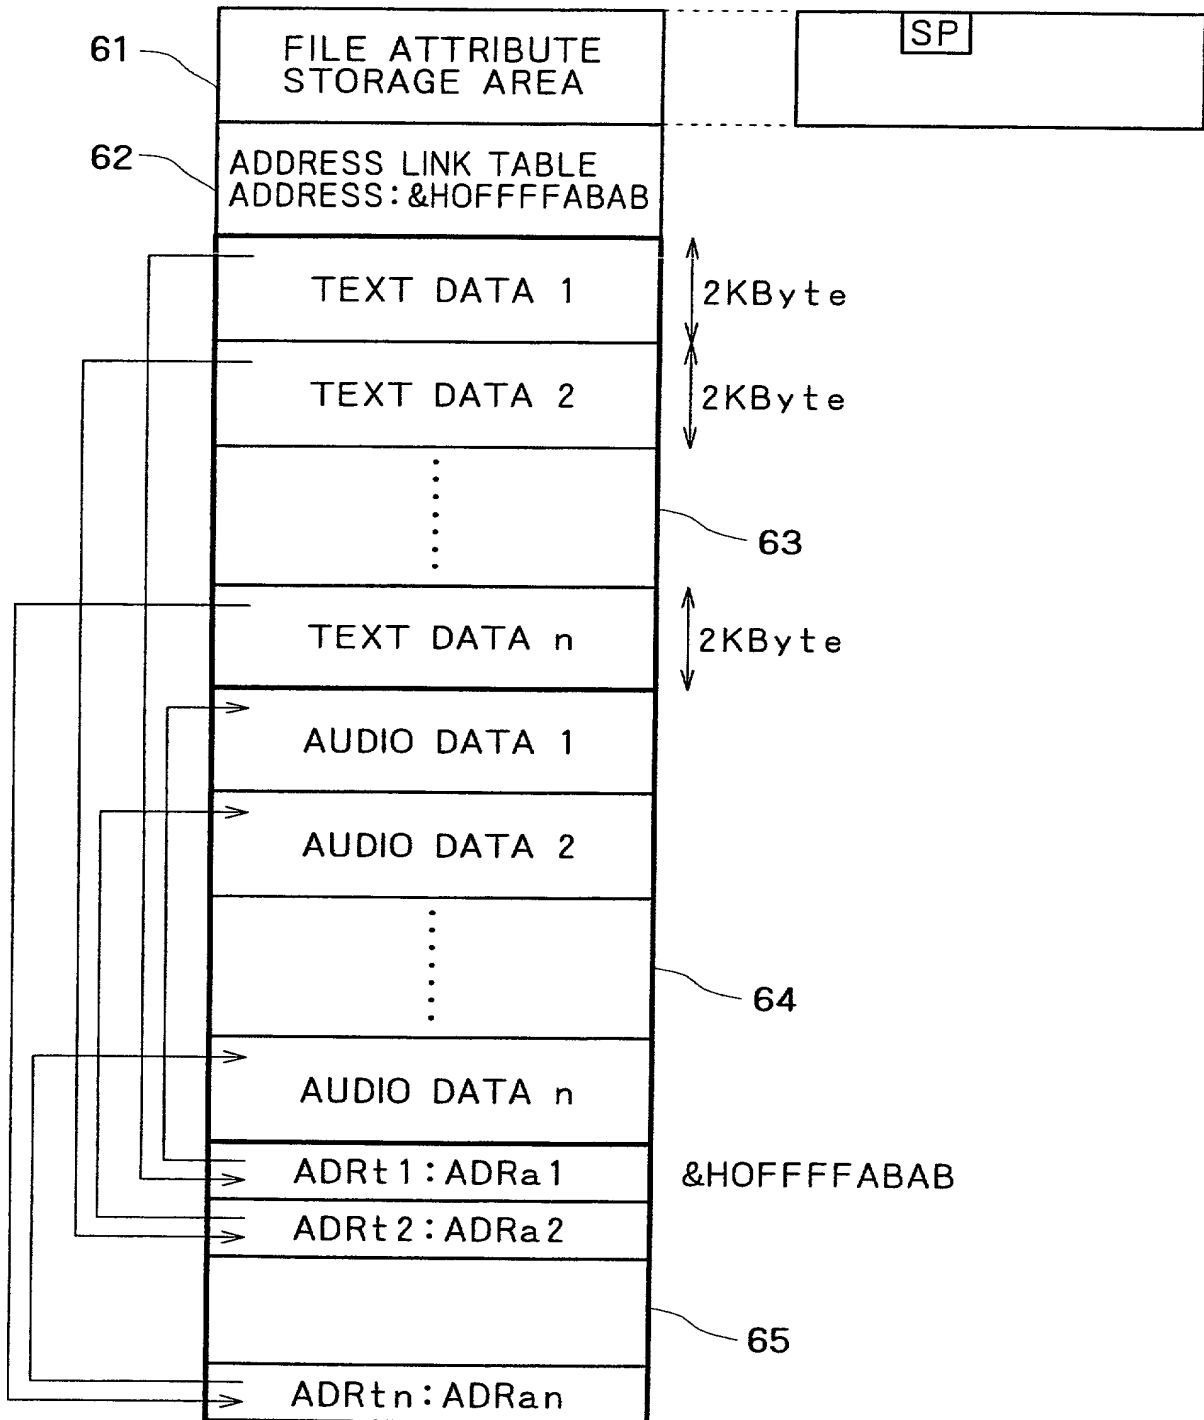 61
FILE ATTRIBUTE
STORAGE AREA
SP
62
ADDRESS LINK TABLE
ADDRESS:&HOFFFFABAB
TEXT DATA 1
2KByte
TEXT DATA 2
2KByte
63
TEXT DATA n
2KByte
AUDIO DATA 1
AUDIO DATA 2
64
AUDIO DATA n
ADRt1:ADRa1
&HOFFFFABAB
ADRt2:ADRa2
65
ADRtn:ADRan